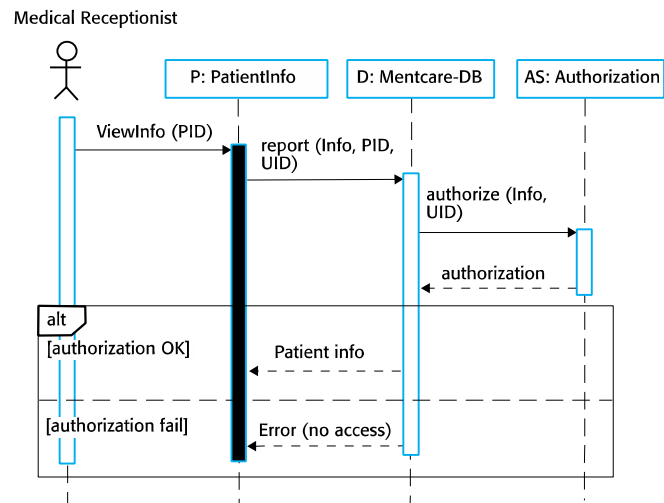 Medical Receptionist
P: PatientInfo
D: Mentcare-DB
AS: Authorization
ViewInfo (PID)
report (Info, PID,
UID)
authorize (Info,
UID)
authorization
alt
[authorization OK]
Patient info
[authorization fail]
Error (no access)